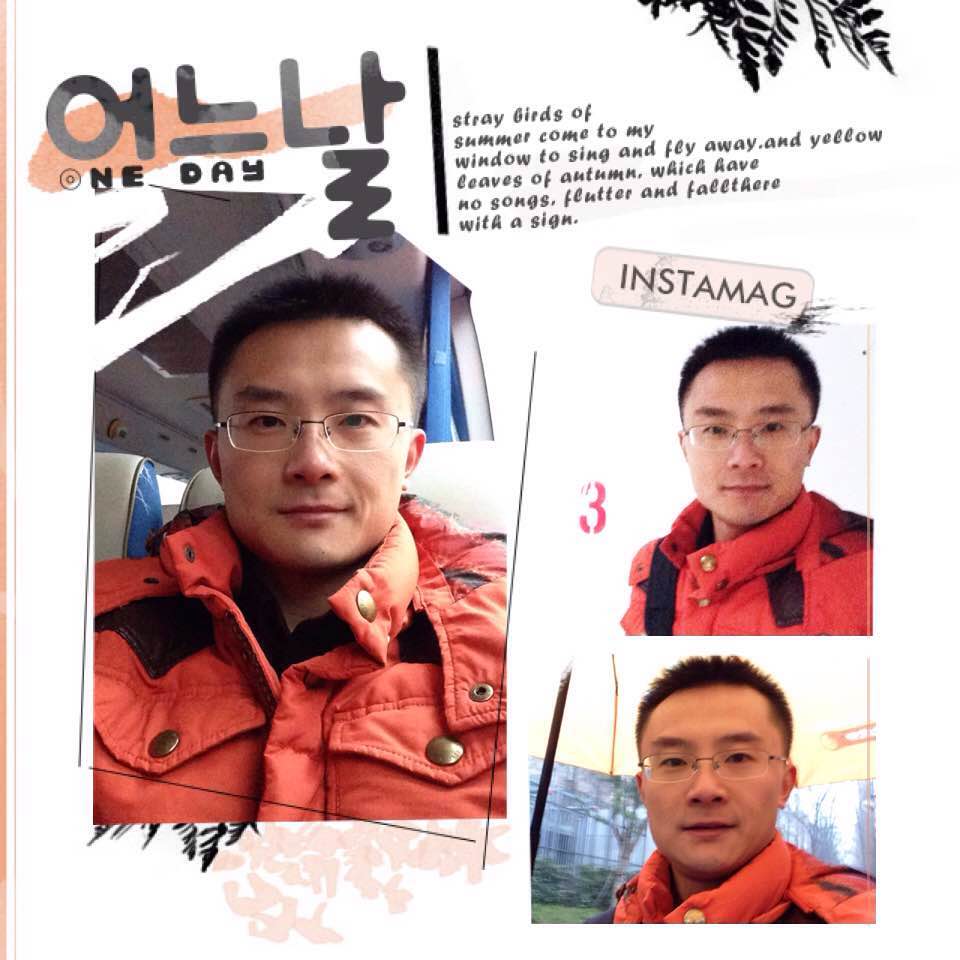 어느날
ONE DAY
stray birds of
summer come to my
window to sing and fly away.and yellow
leaves of autumn, which have
no songs, flutter and fallthere
with a sign.
INSTAMAG
3